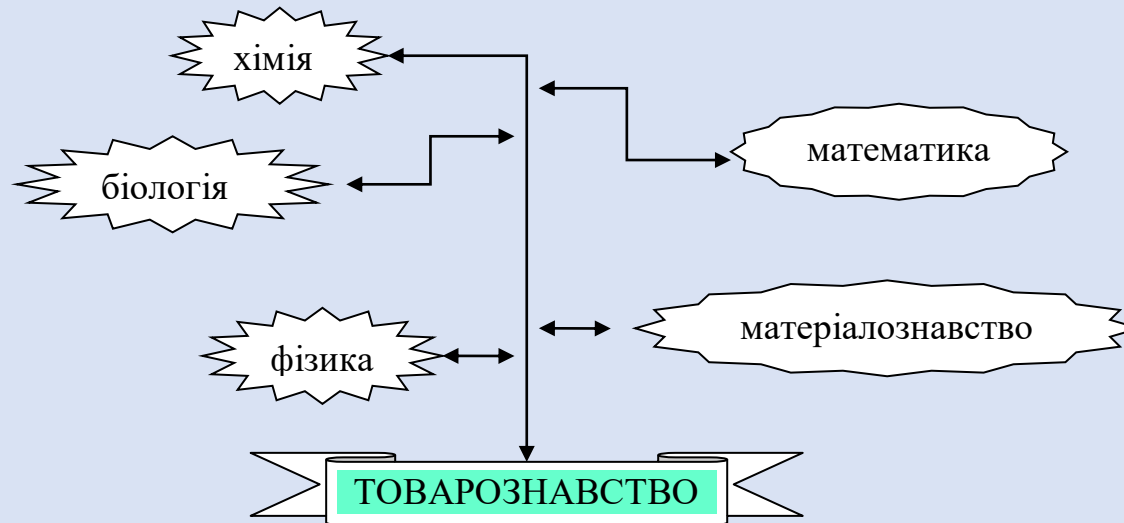 хімія
математика
біологія
матеріалознавство
фізика
ТОВАРОЗНАВСТВО